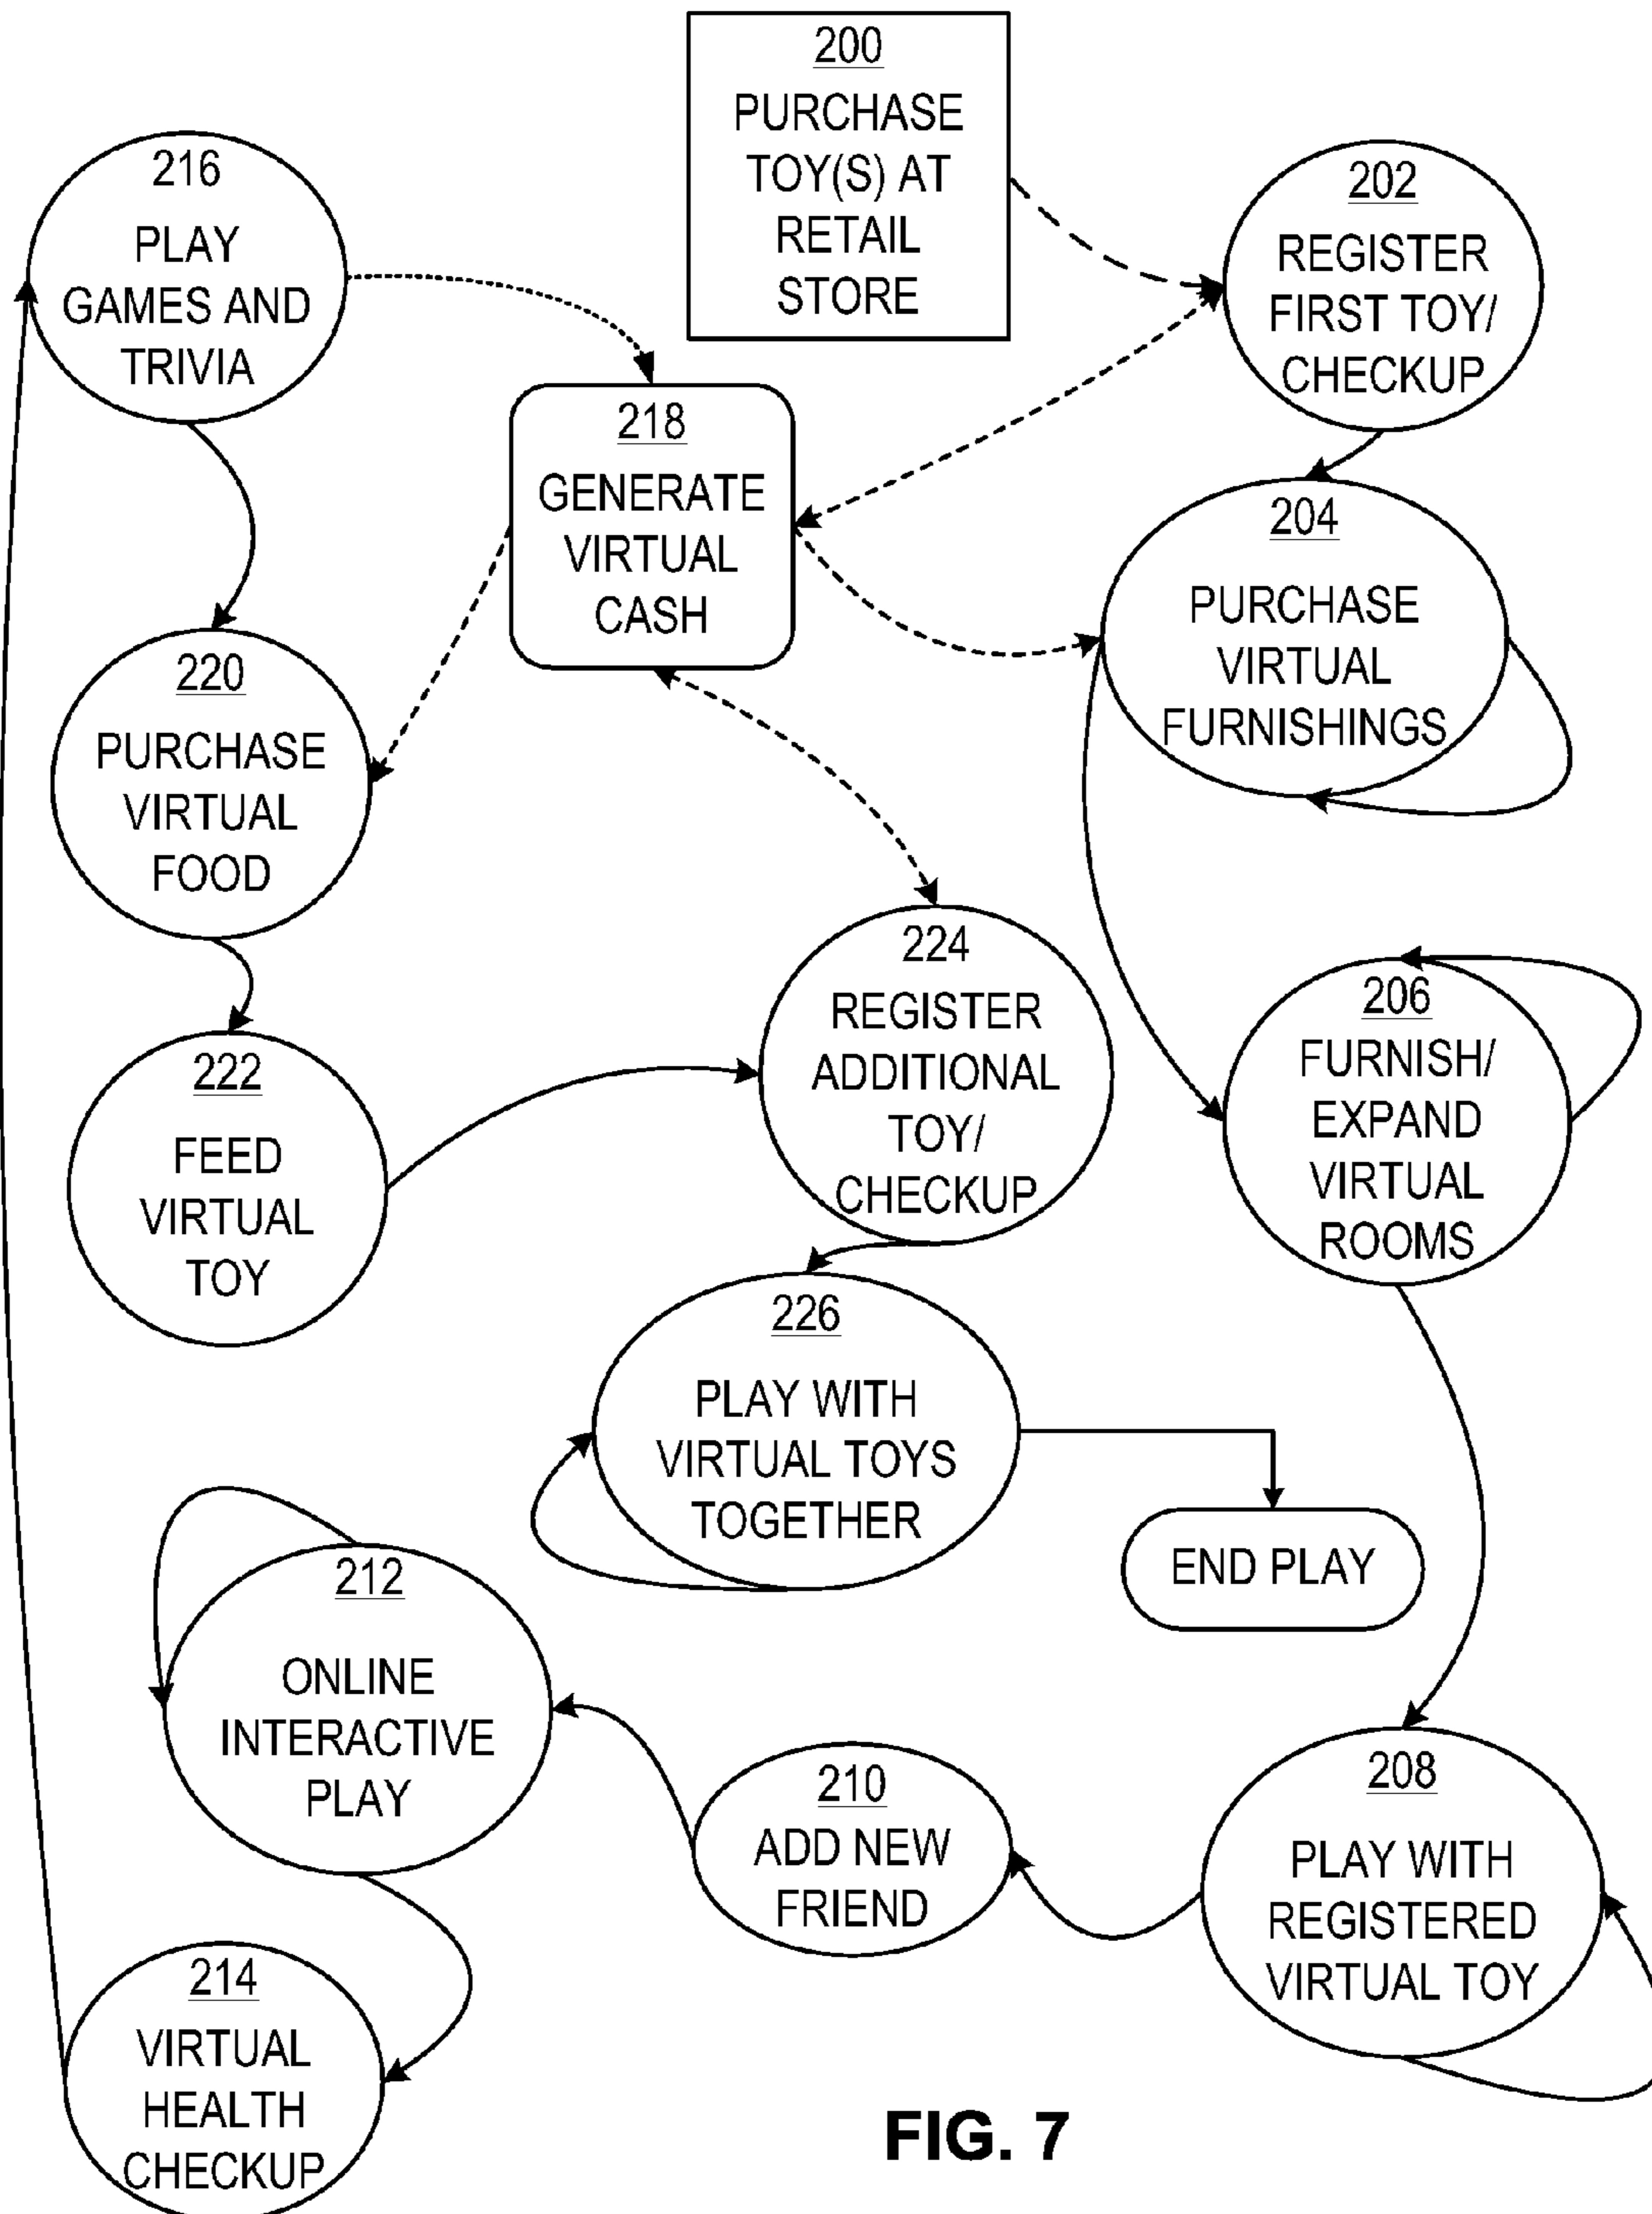 200
PURCHASE
TOY(S) AT
RETAIL
STORE
216
PLAY
GAMES AND
TRIVIA
202
REGISTER
FIRST TOY/
CHECKUP
218
GENERATE
VIRTUAL
CASH
204
PURCHASE
VIRTUAL
FURNISHINGS
220
PURCHASE
VIRTUAL
FOOD
224
REGISTER
ADDITIONAL
TOY/
CHECKUP
206
FURNISH/
EXPAND
VIRTUAL
ROOMS
222
FEED
VIRTUAL
TOY
226
PLAY WITH
VIRTUAL TOYS
TOGETHER
END PLAY
212
ONLINE
INTERACTIVE
PLAY
210
ADD NEW
FRIEND
208
PLAY WITH
REGISTERED
VIRTUAL TOY
214
VIRTUAL
HEALTH
CHECKUP
FIG. 7